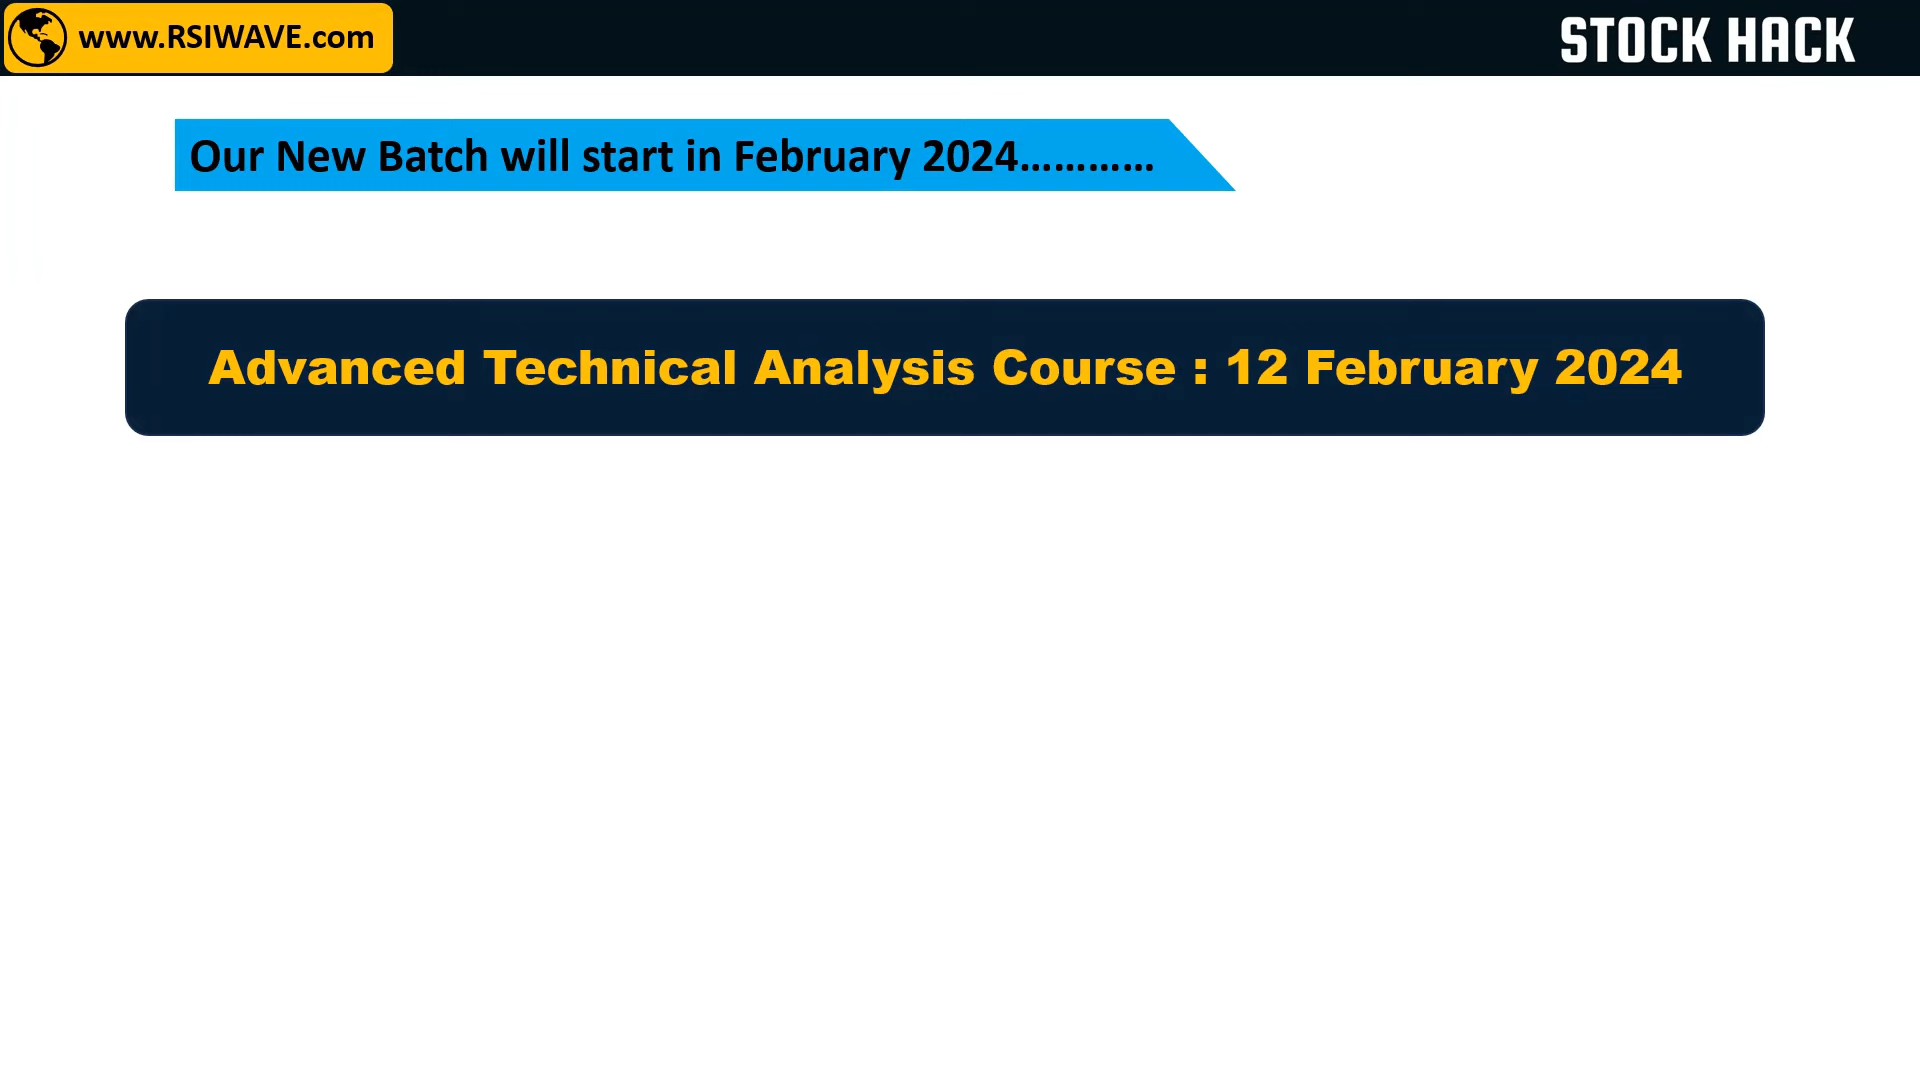 www.RSIWAVE.com
STOCK HACK
Our New Batch will start in February 2024............
Advanced Technical Analysis Course : 12 February 2024